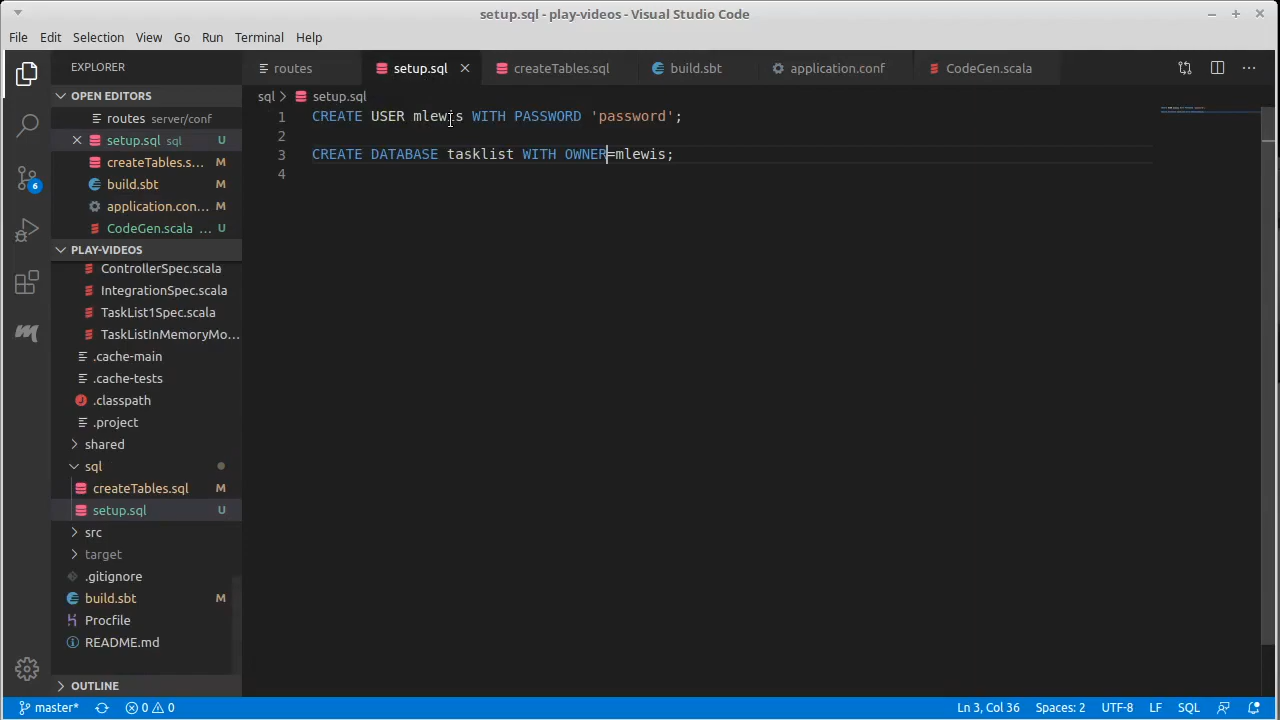 setup.sql - play-videos - Visual Studio Code
File Edit Selection View Go Run Terminal Help
EXPLORER
routes
setup.sql
createTables.sql
build.sbt
application.conf
CodeGen.scala
OPEN EDITORS
routes server/conf
setup.sql sql U
createTables.s... M
build.sbt M
application.con... M
CodeGen.scala ... U
PLAY-VIDEOS
ControllerSpec.scala
IntegrationSpec.scala
TaskList1Spec.scala
TaskListInMemoryMo...
.cache-main
.cache-tests
.classpath
.project
shared
sql
createTables.sql M
setup.sql U
src
target
.gitignore
build.sbt M
Procfile
README.md
OUTLINE
sql > setup.sql
1 CREATE USER mlewis WITH PASSWORD 'password';
2
3 CREATE DATABASE tasklist WITH OWNER=mlewis;
4
6
master* 0 0 Ln 3, Col 36 Spaces: 2 UTF-8 LF SQL